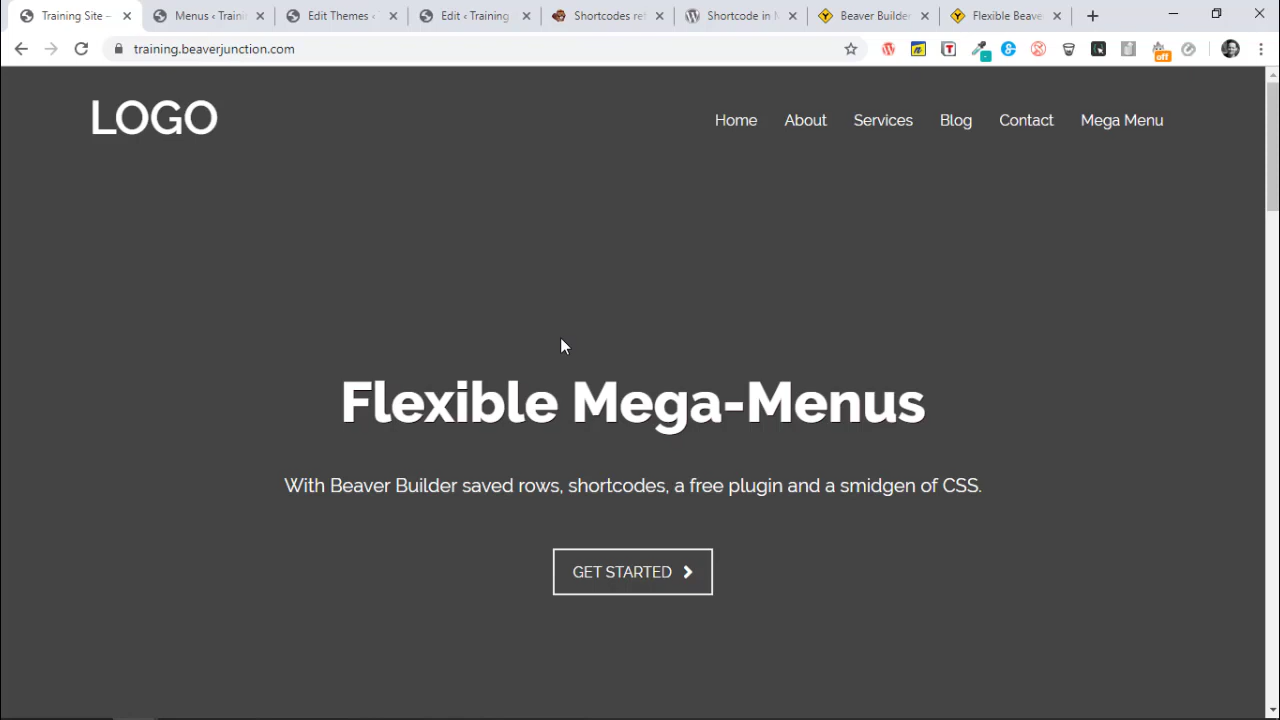 Training Site –
Menus ‹ Traini
Edit Themes ‹
Edit ‹ Training
Shortcodes re
Shortcode in
Beaver Builder
Flexible Beave
training.beaverjunction.com
off
LOGO
Home
About
Services
Blog
Contact
Mega Menu
Flexible Mega-Menus
With Beaver Builder saved rows, shortcodes, a free plugin and a smidgen of CSS.
GET STARTED